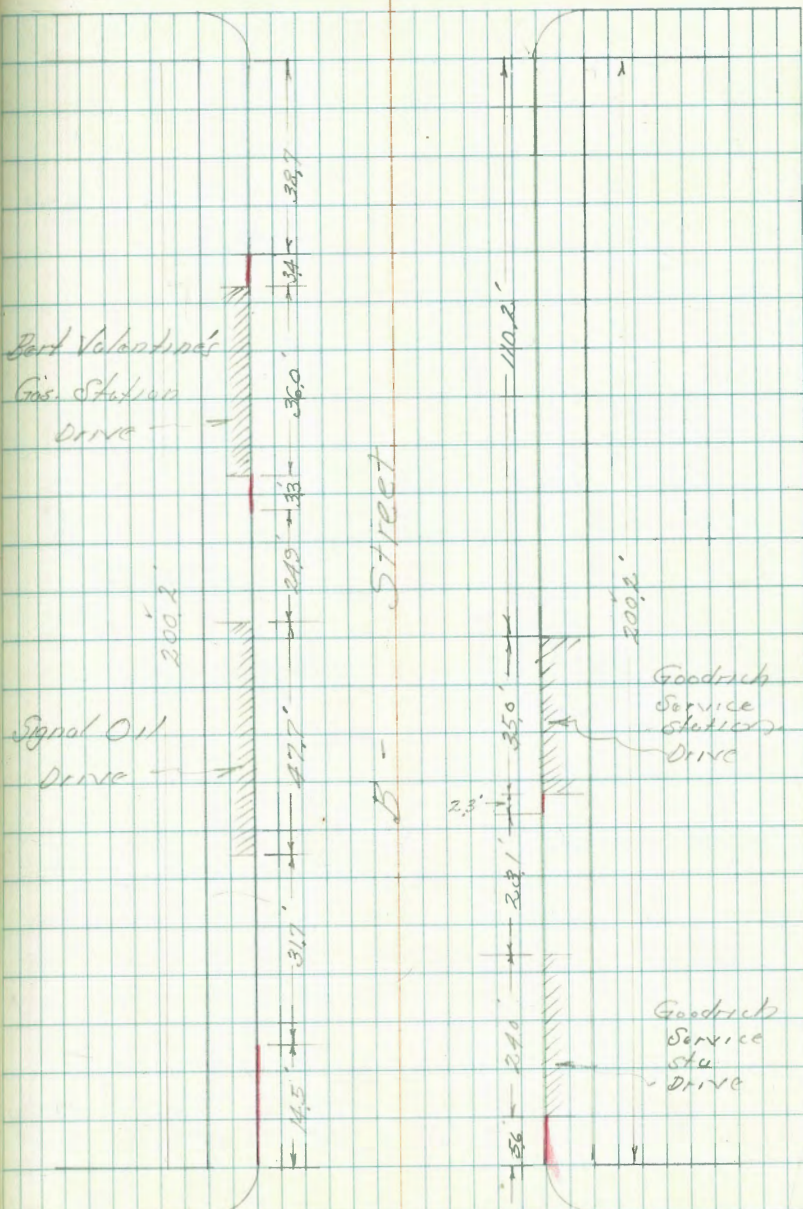 38.7
3.4
36.0'
3.3'
24.9'
47.7'
31.7'
14.5'
Bert Valentine's
Gas. Station
Drive
200.2'
Signal Oil
Drive
B - Street
110.2'
35.0'
2.3'
23.1'
24.0'
5.6'
200.2'
Goodrich
Service
Station
Drive
Goodrich
Service
Sta
Drive